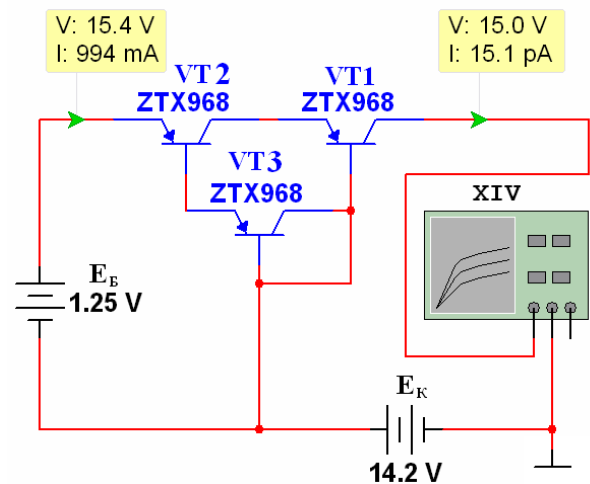 V: 15.4 V
I: 994 mA
V: 15.0 V
I: 15.1 pA
VT2
ZTX968
VT1
ZTX968
VT3
ZTX968
XIV
EБ
1.25 V
EК
14.2 V